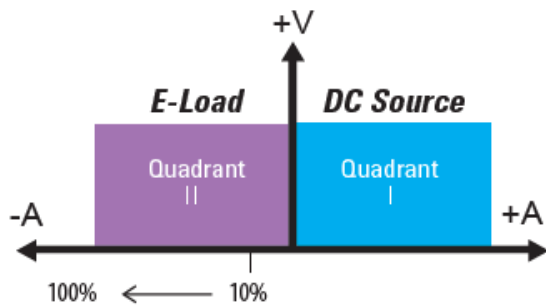 +V
E-Load DC Source
Quadrant
II
Quadrant
I
-A
+A
100% 10%